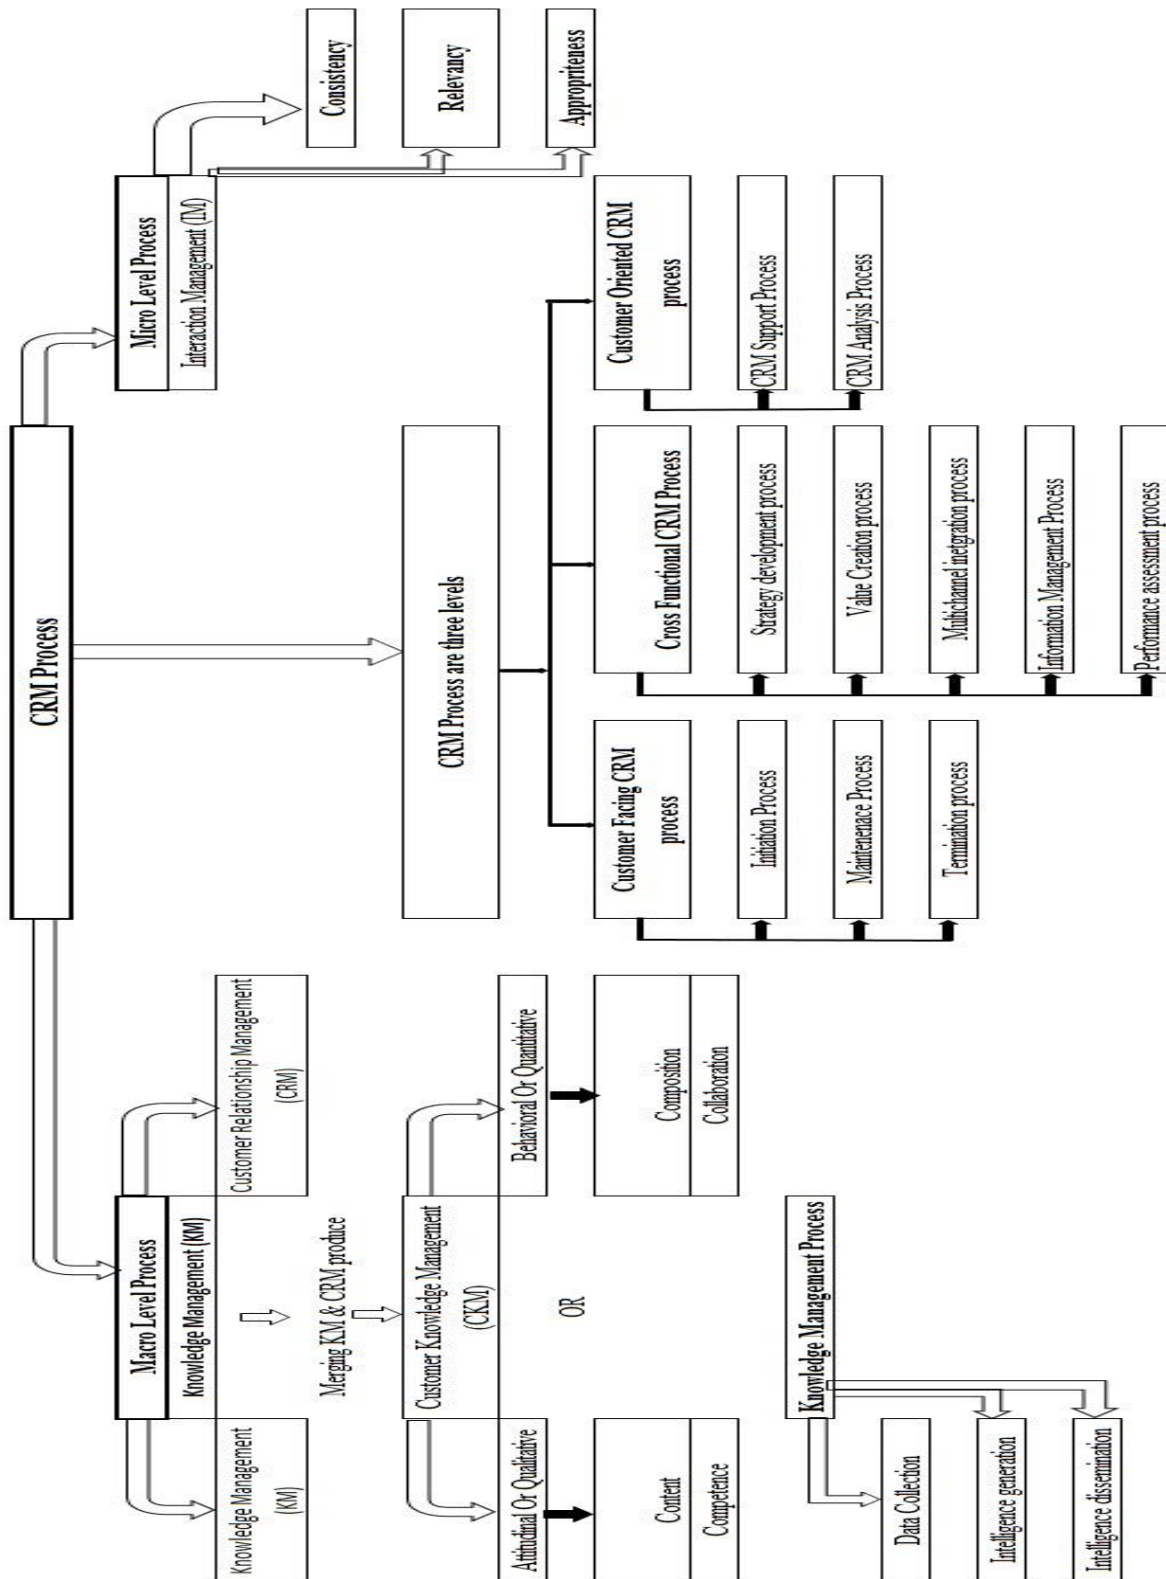 CRM Process
Macro Level Process
Knowledge Management (KM)
Knowledge Management
(KM)
Customer Relationship Management
(CRM)
Merging KM & CRM produce
Customer Knowledge Management
(CKM)
Attitudinal Or Qualitative
Behavioral Or Quantitative
OR
Content
Competence
Composition
Collaboration
Knowledge Management Process
Data Collection
Intelligence generation
Intelligence dissemination
CRM Process are three levels
Customer Facing CRM
process
Initiation Process
Maintenenace Process
Termination process
Cross Functional CRM Process
Strategy development process
Value Creation process
Multichannel inetgration process
Information Management Process
Performance assessment process
Customer Oriented CRM
process
CRM Support Process
CRM Analysis Process
Micro Level Process
Interaction Management (IM)
Consistency
Relevancy
Appropriteness